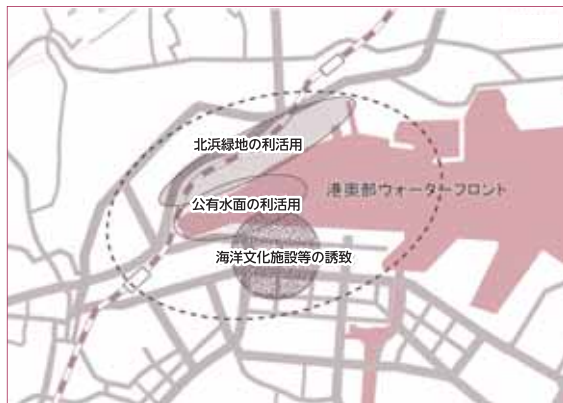 北浜緑地の利活用
港奥部ウォーターフロント
公有水面の利活用
海洋文化施設等の誘致